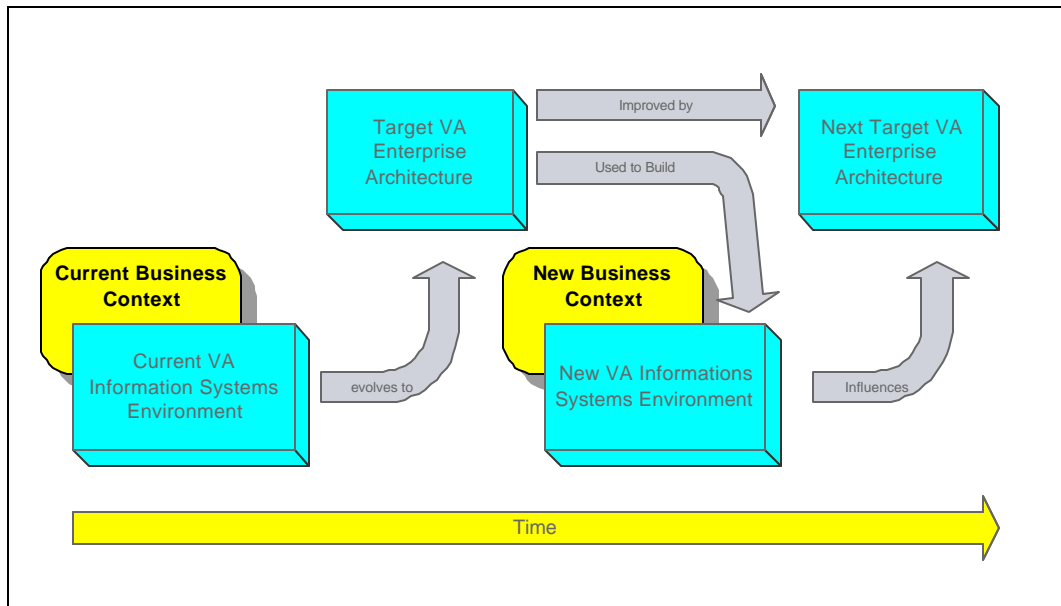 Target VA
Enterprise
Architecture
Improved by
Used to Build
Next Target VA
Enterprise
Architecture
Current Business
Context
Current VA
Information Systems
Environment
evolves to
New Business
Context
New VA Informations
Systems Environment
Influences
Time